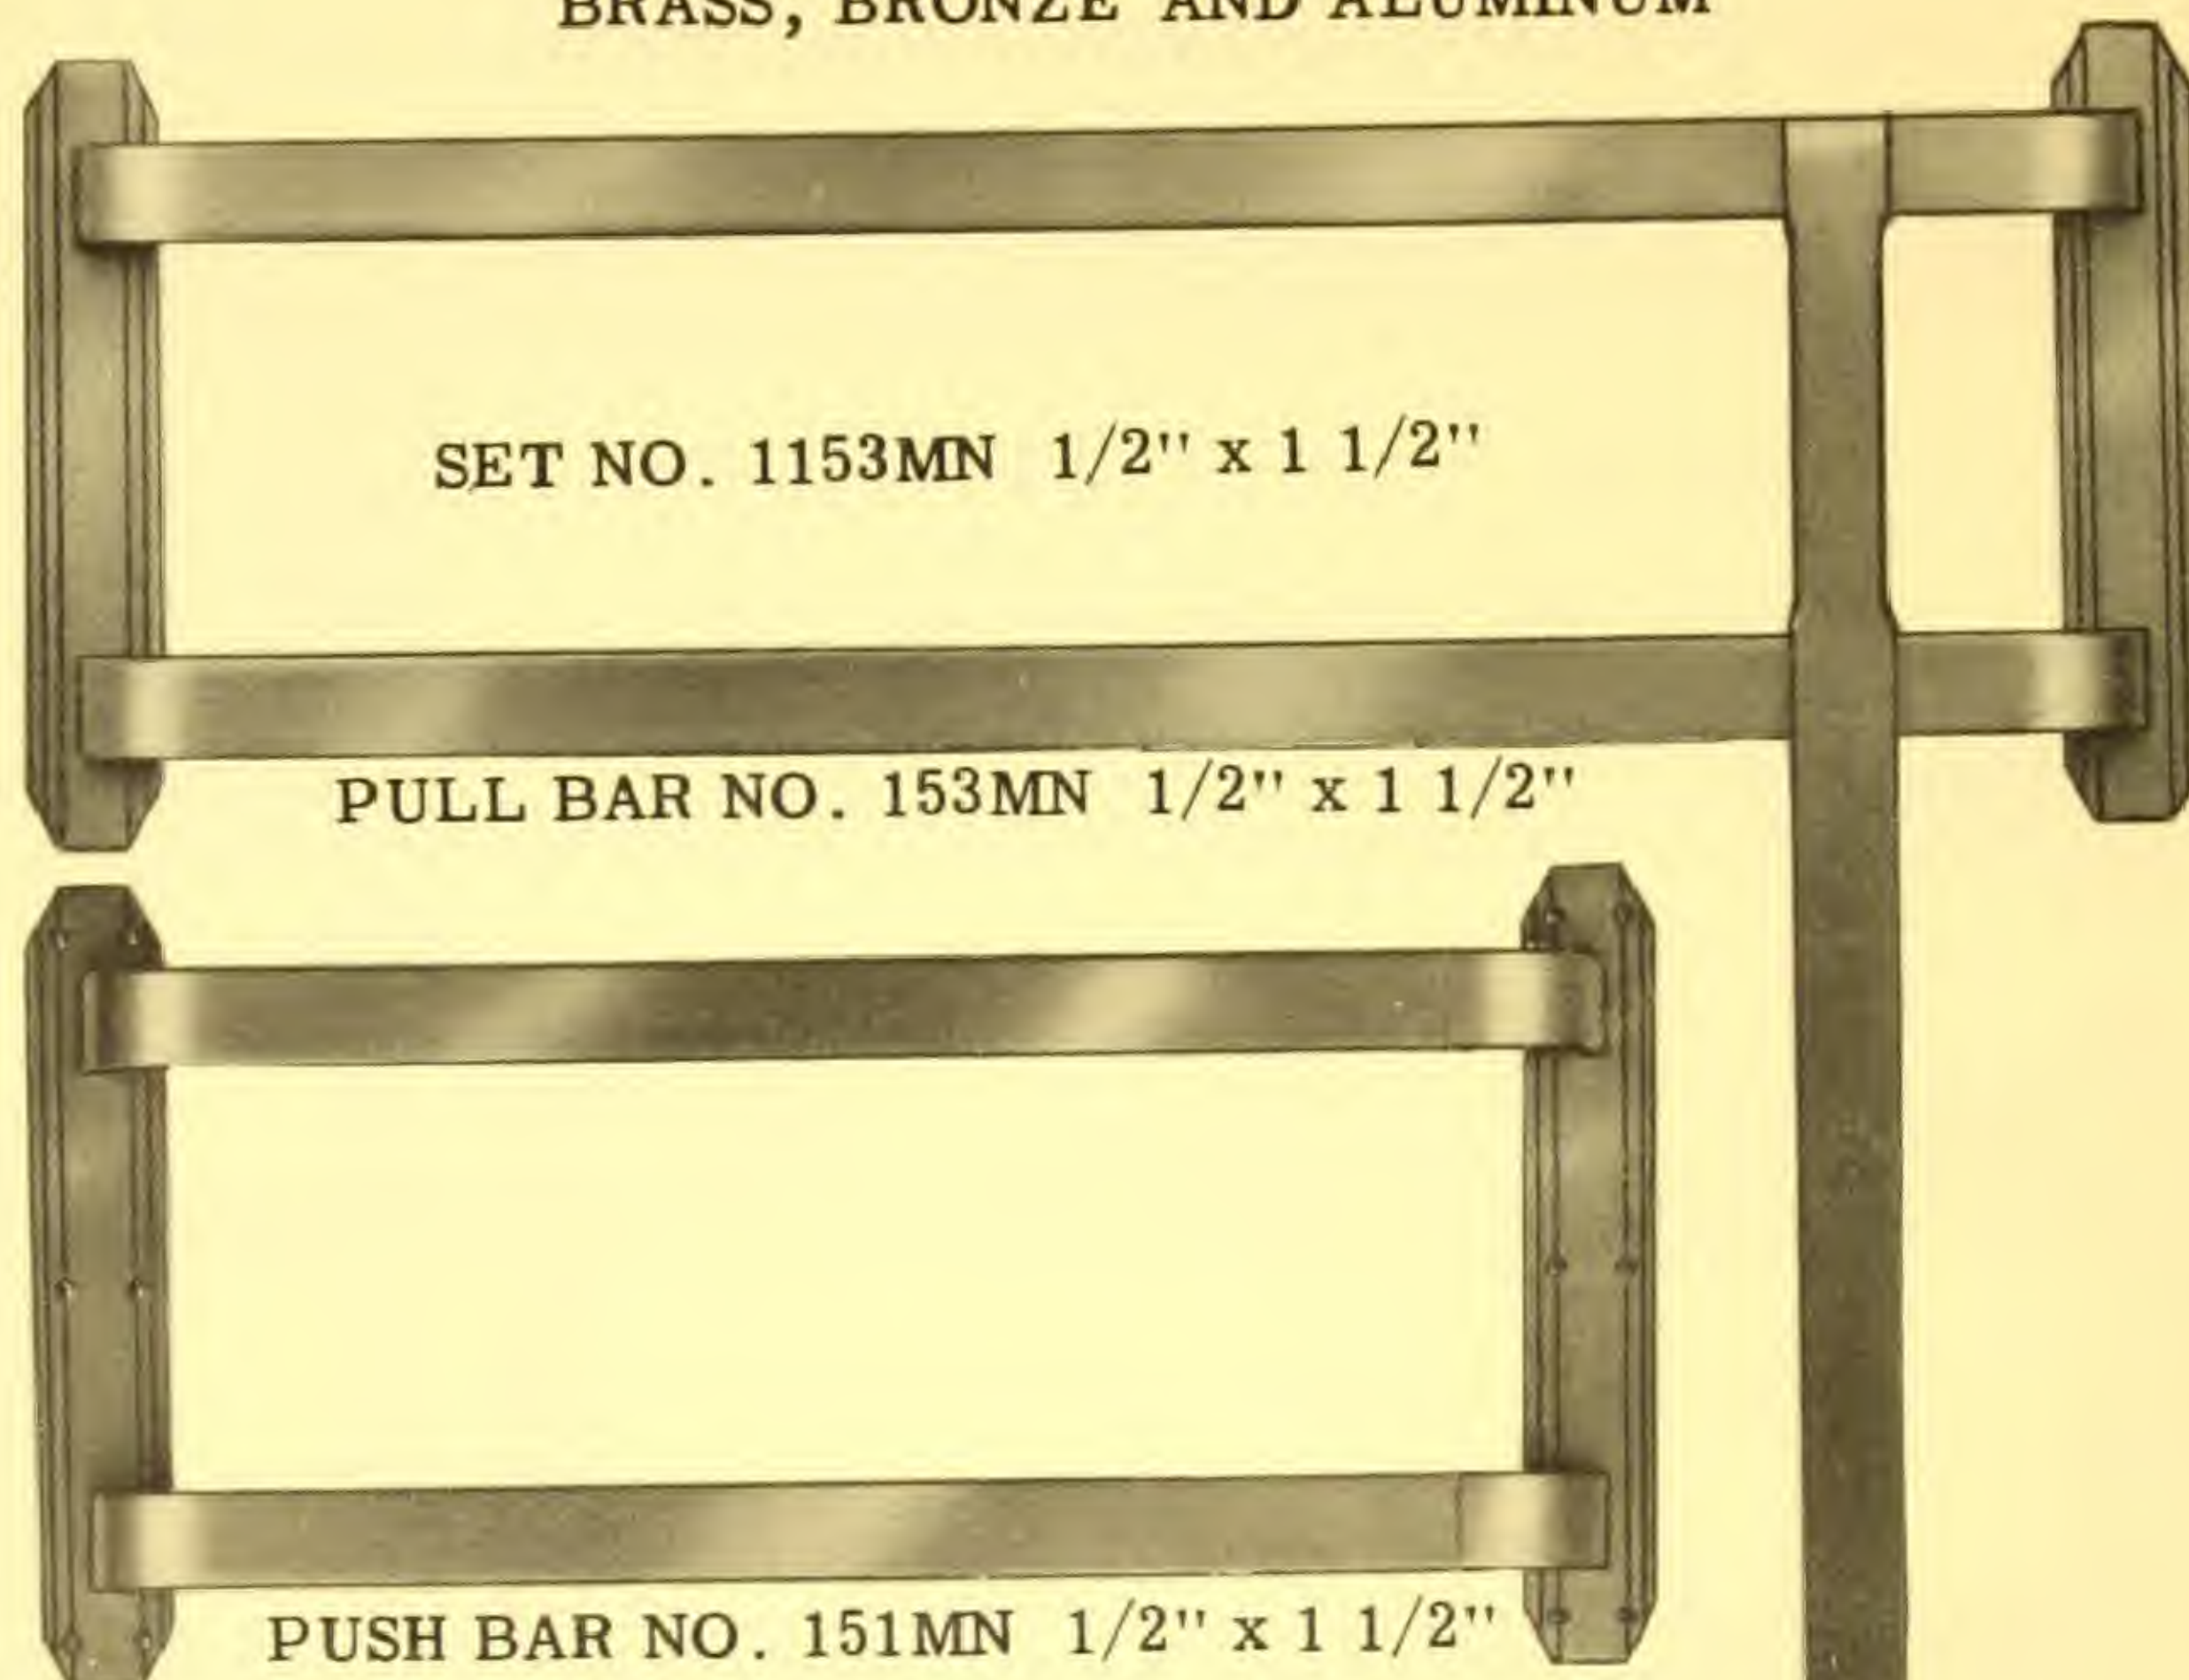 BRASS, BRONZE AND ALUMINUM
SET NO. 1153MN 1/2" x 1 1/2"
PULL BAR NO. 153MN 1/2" x 1 1/2"
PUSH BAR NO. 151MN 1/2" x 1 1/2"